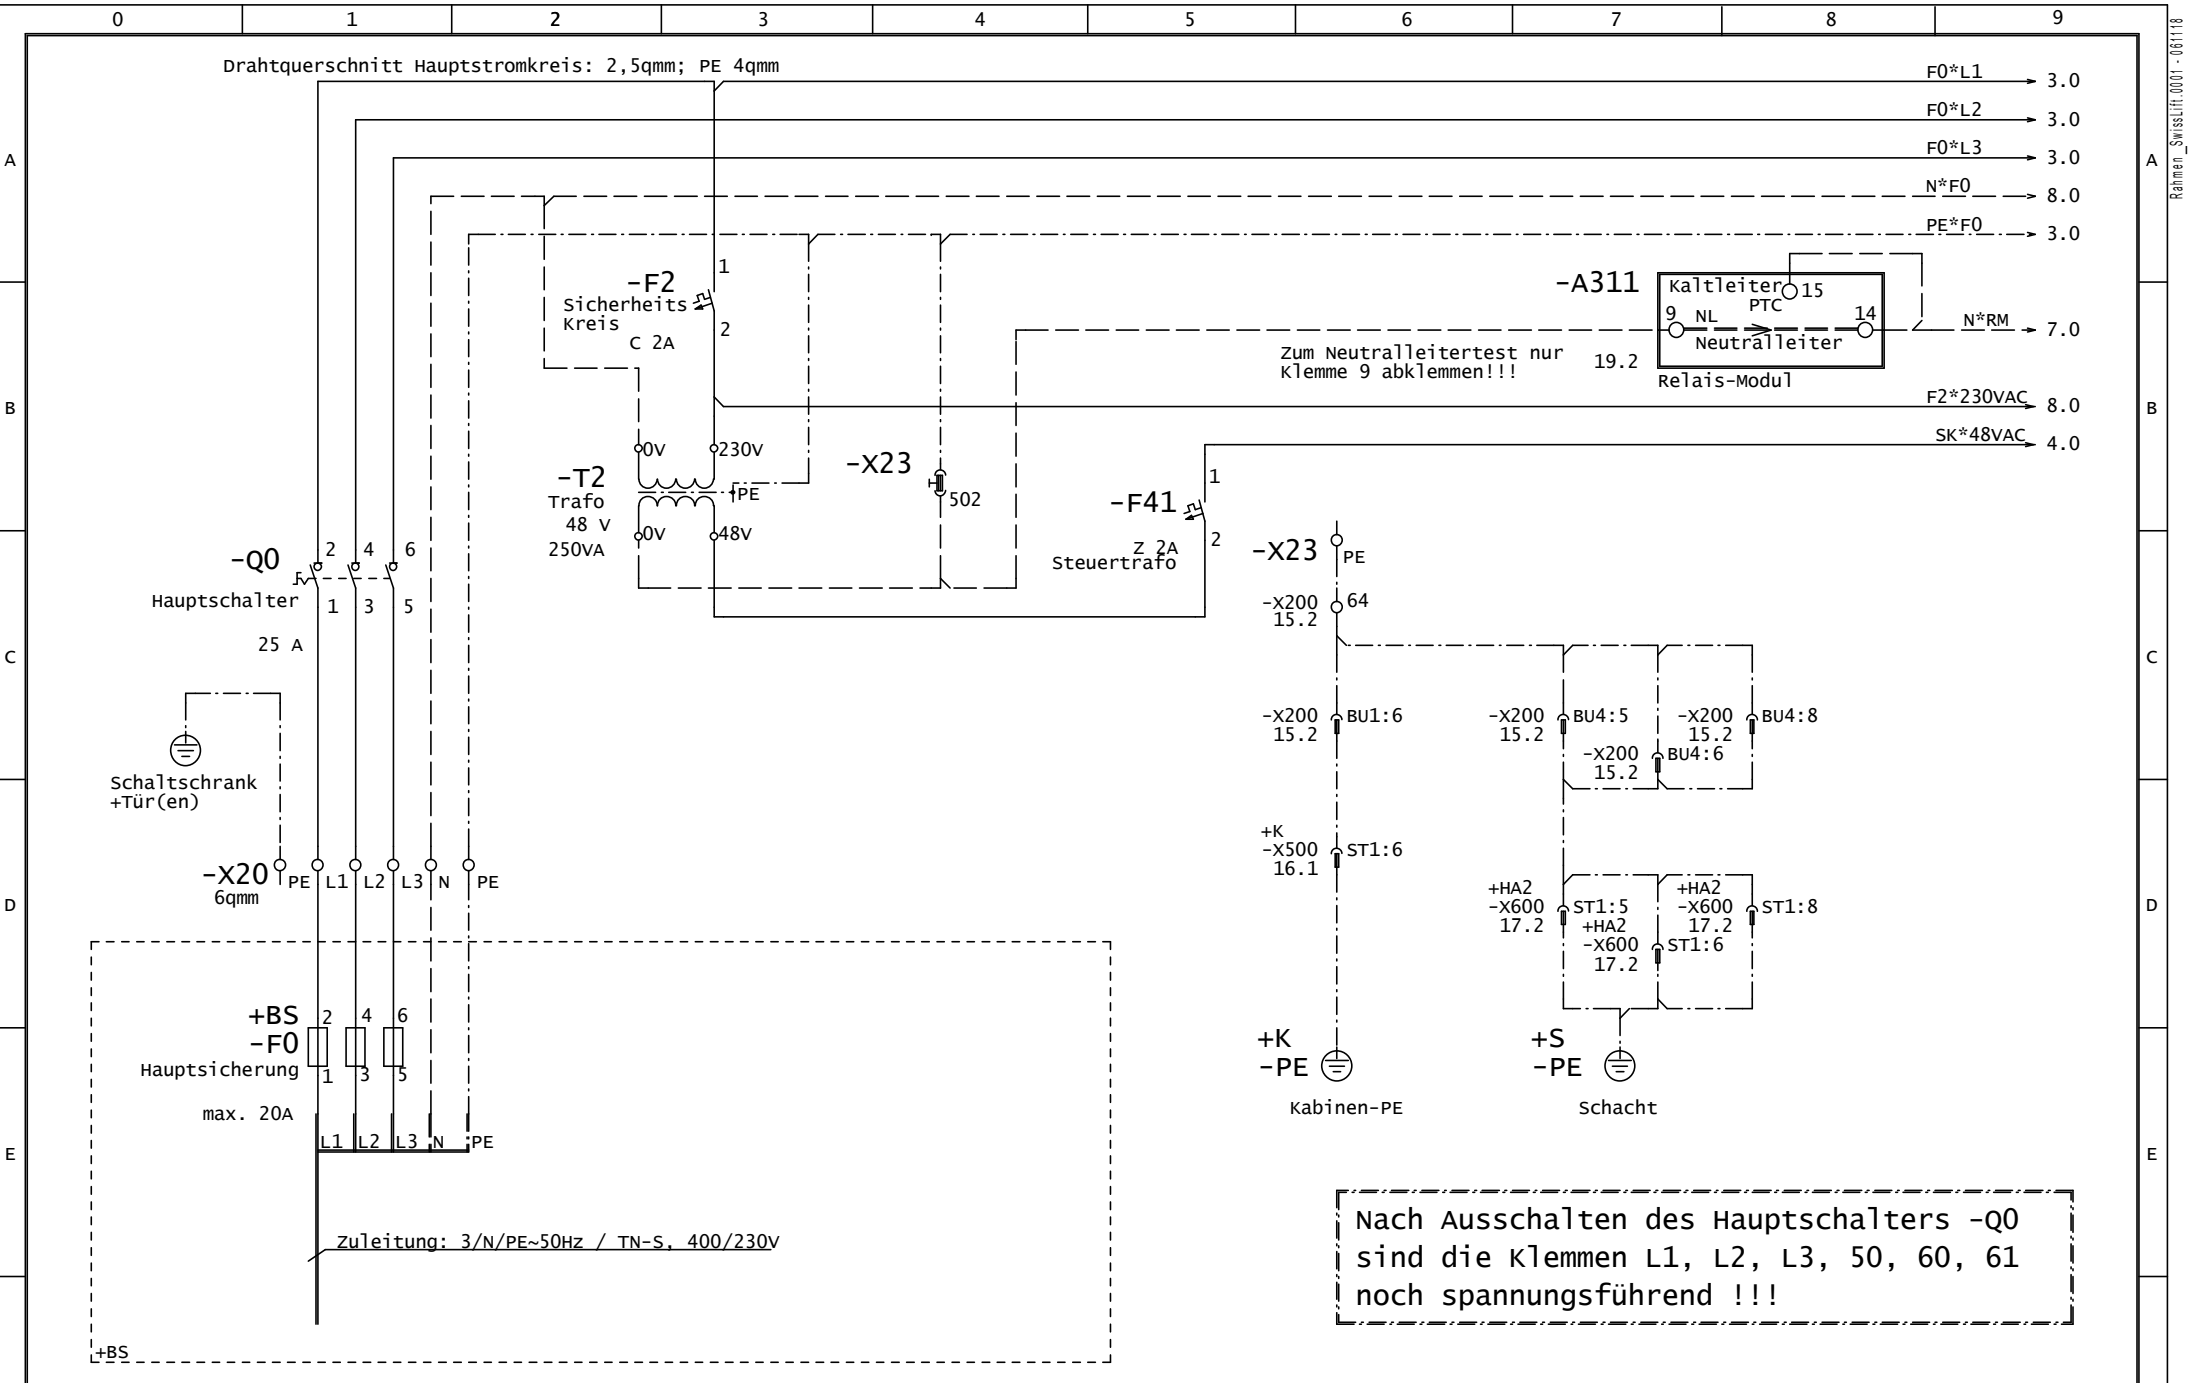 0 1 2 3 4 5 6 7 8 9
Rahmen_SwissLift.0001 - 061118
Drahtquerschnitt Hauptstromkreis: 2,5qmm; PE 4qmm
F0*L1 3.0
F0*L2 3.0
F0*L3 3.0
A A
N*F0 8.0
PE*F0 3.0
-F2
Sicherheits
Kreis
C 2A
1
2
-A311
Kaltleiter
PTC
15
9 NL 14
Neutralleiter
19.2
Relais-Modul
N*RM 7.0
Zum Neutralleitertest nur
Klemme 9 abklemmen!!!
B B
F2*230VAC 8.0
SK*48VAC 4.0
0V 230V
-T2
Trafo
48 V
250VA
PE
0V 48V
-X23
502
-F41
Z 2A
Steuertrafo
1
2
-Q0
Hauptschalter
25 A
2 4 6
1 3 5
-X23 PE
-X200 64
15.2
C C
-X200 BU1:6
15.2
-X200 BU4:5
15.2
-X200 BU4:8
15.2
-X200 BU4:6
15.2
Schaltschrank
+Tür(en)
+K
-X500 ST1:6
16.1
-X20
6qmm
PE L1 L2 L3 N PE
D D
+HA2
-X600 ST1:5
17.2
+HA2
-X600 ST1:8
17.2
+HA2
-X600 ST1:6
17.2
+BS
-F0
Hauptsicherung
max. 20A
2 4 6
1 3 5
+K
-PE
Kabinen-PE
+S
-PE
Schacht
L1 L2 L3 N PE
E E
Zuleitung: 3/N/PE~50Hz / TN-S, 400/230V
Nach Ausschalten des Hauptschalters -Q0
sind die Klemmen L1, L2, L3, 50, 60, 61
noch spannungsführend !!!
+BS